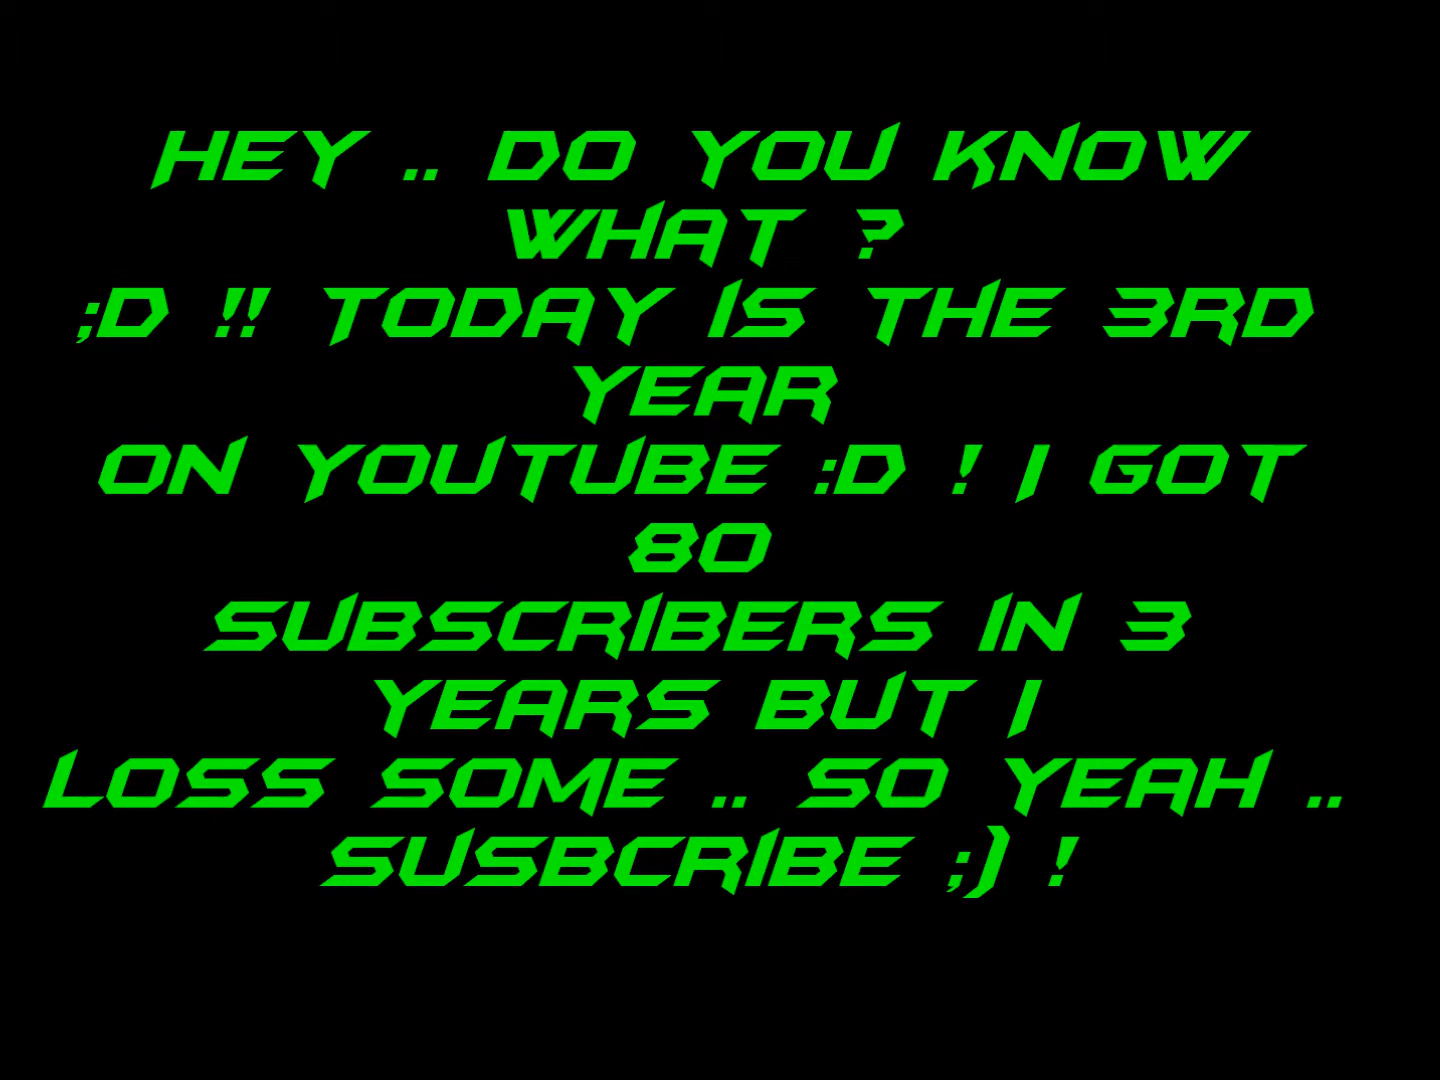 HEY .. DO YOU KNOW
WHAT ?
;D !! TODAY IS THE 3RD
YEAR
ON YOUTUBE :D ! I GOT
80
SUBSCRIBERS IN 3
YEARS BUT I
LOSS SOME .. SO YEAH ..
SUSBCRIBE ;) !